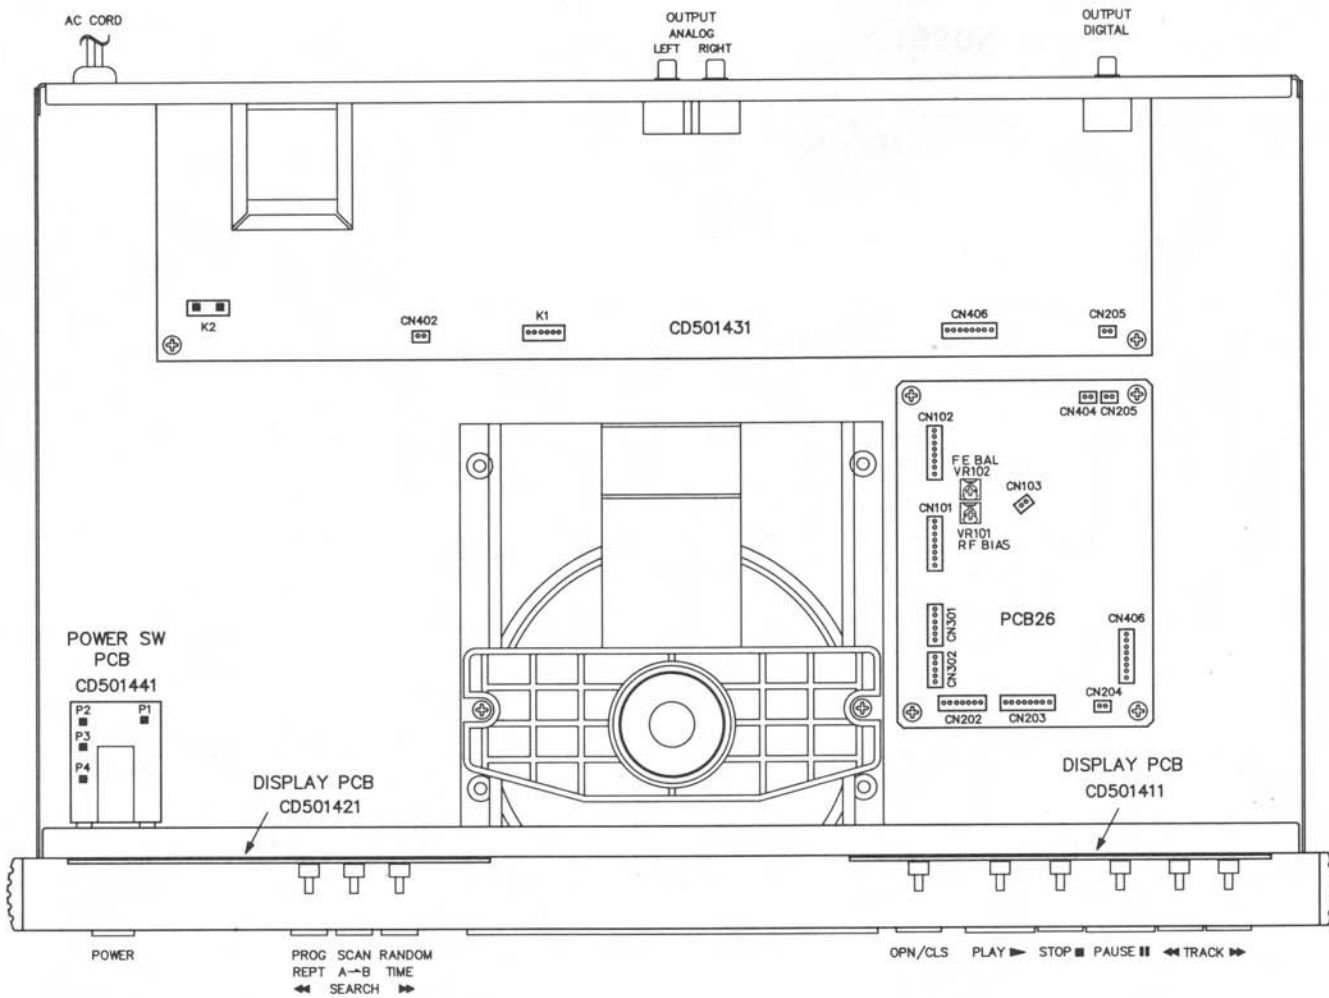 AC CORD
OUTPUT
ANALOG
LEFT RIGHT
OUTPUT
DIGITAL
K2
CN402
K1
CD501431
CN406
CN205
CN404 CN205
CN102
FE BAL
VR102
CN103
CN101
VR101
RF BIAS
CN301
PCB26
CN406
CN302
CN202
CN203
CN204
POWER SW
PCB
CD501441
P2
P1
P3
P4
DISPLAY PCB
CD501421
DISPLAY PCB
CD501411
POWER
PROG SCAN RANDOM
REPT A→B TIME
◀◀ SEARCH ▶▶
OPN/CLS PLAY ▶ STOP ■ PAUSE ▮▮ ◀◀ TRACK ▶▶